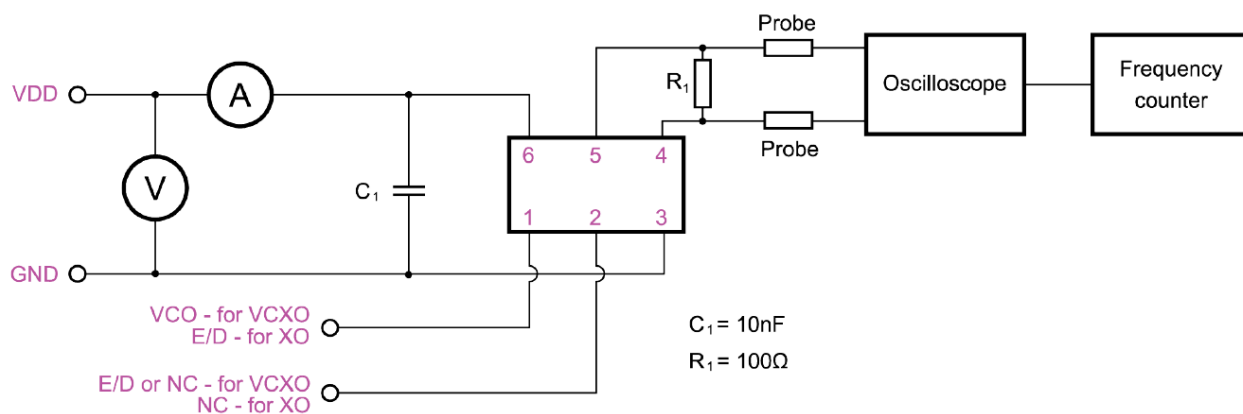 Probe
VDD
A
R₁
Oscilloscope
Frequency
counter
Probe
V
C₁
6 5 4
1 2 3
GND
VCO - for VCXO
E/D - for XO
C₁ = 10nF
R₁ = 100Ω
E/D or NC - for VCXO
NC - for XO